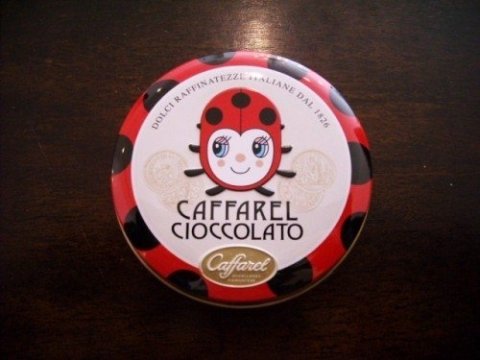 DOLCI RAFFINATEZZE ITALIANE DAL 1826
CAFFAREL
CIOCCOLATO
Caffarel